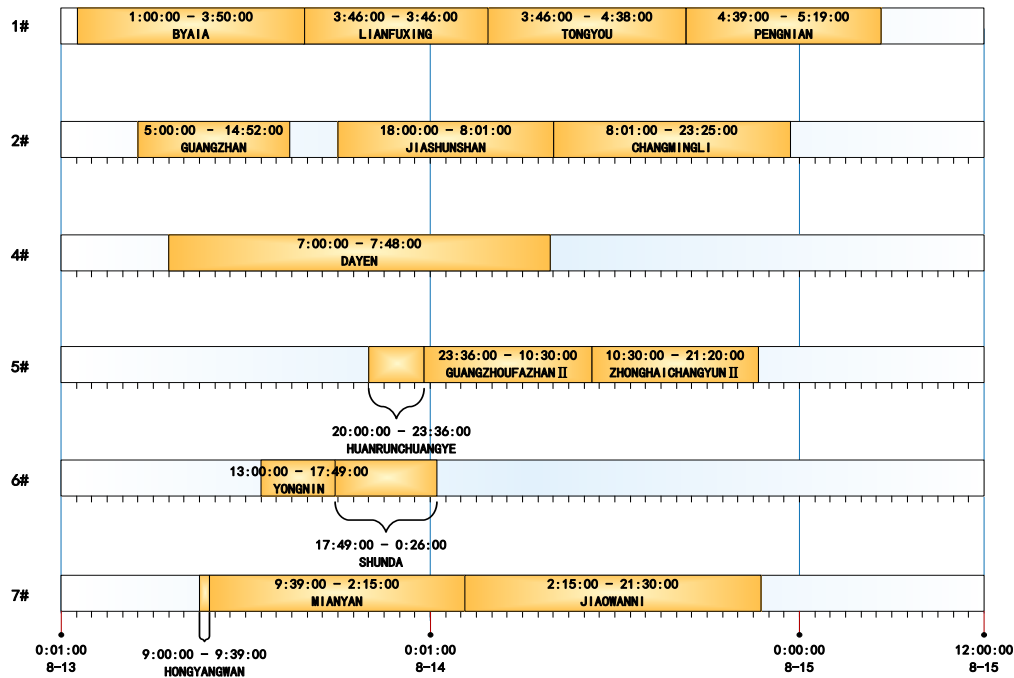 1#
1:00:00 - 3:50:00
BYAIA
3:46:00 - 3:46:00
LIANFUXING
3:46:00 - 4:38:00
TONGYOU
4:39:00 - 5:19:00
PENGNIAN
2#
5:00:00 - 14:52:00
GUANGZHAN
18:00:00 - 8:01:00
JIASHUNSHAN
8:01:00 - 23:25:00
CHANGMINGLI
4#
7:00:00 - 7:48:00
DAYEN
5#
23:36:00 - 10:30:00
GUANGZHOUFAZHANⅡ
10:30:00 - 21:20:00
ZHONGHAICHANGYUNⅡ
20:00:00 - 23:36:00
HUANRUNCHUANGYE
6#
13:00:00 - 17:49:00
YONGNIN
17:49:00 - 0:26:00
SHUNDA
7#
9:39:00 - 2:15:00
MIANYAN
2:15:00 - 21:30:00
JIAOWANNI
9:00:00 - 9:39:00
HONGYANGWAN
0:01:00
8-13
0:01:00
8-14
0:00:00
8-15
12:00:00
8-15